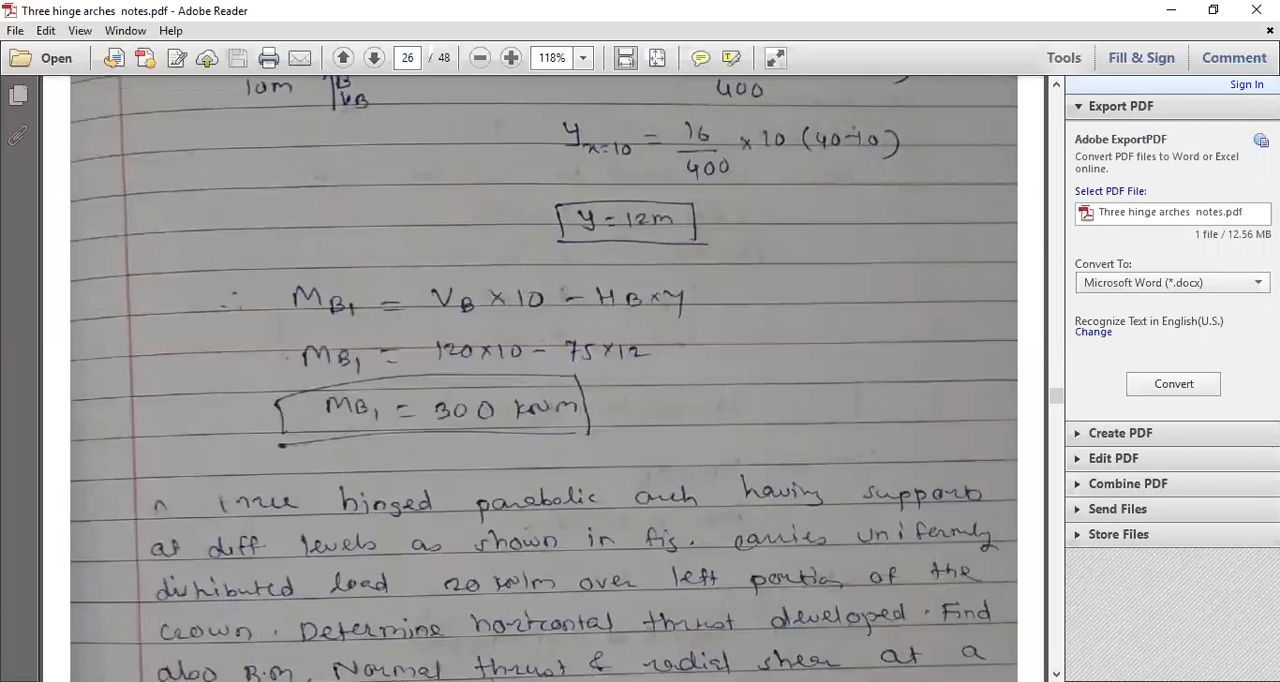 Three hinge arches notes.pdf - Adobe Reader
File Edit View Window Help
Open 26 / 48 118% Tools Fill & Sign Comment
Sign In
10m B VB 400
y x=10 = 16/400 × 10 (40-10)
y = 12m
∴ MB1 = VB × 10 - HB × y
MB1 = 120×10 - 75×12
MB1 = 300 kNm
Three hinged parabolic arch having supports
at diff levels as shown in fig. carries uniformly
distributed load 20 kN/m over left portion of the
crown. Determine horizontal thrust developed. Find
also B.M, Normal thrust & radial shear at a
Export PDF
Adobe ExportPDF
Convert PDF files to Word or Excel
online.
Select PDF File:
Three hinge arches notes.pdf
1 file / 12.56 MB
Convert To:
Microsoft Word (*.docx)
Recognize Text in English(U.S.)
Change
Convert
Create PDF
Edit PDF
Combine PDF
Send Files
Store Files